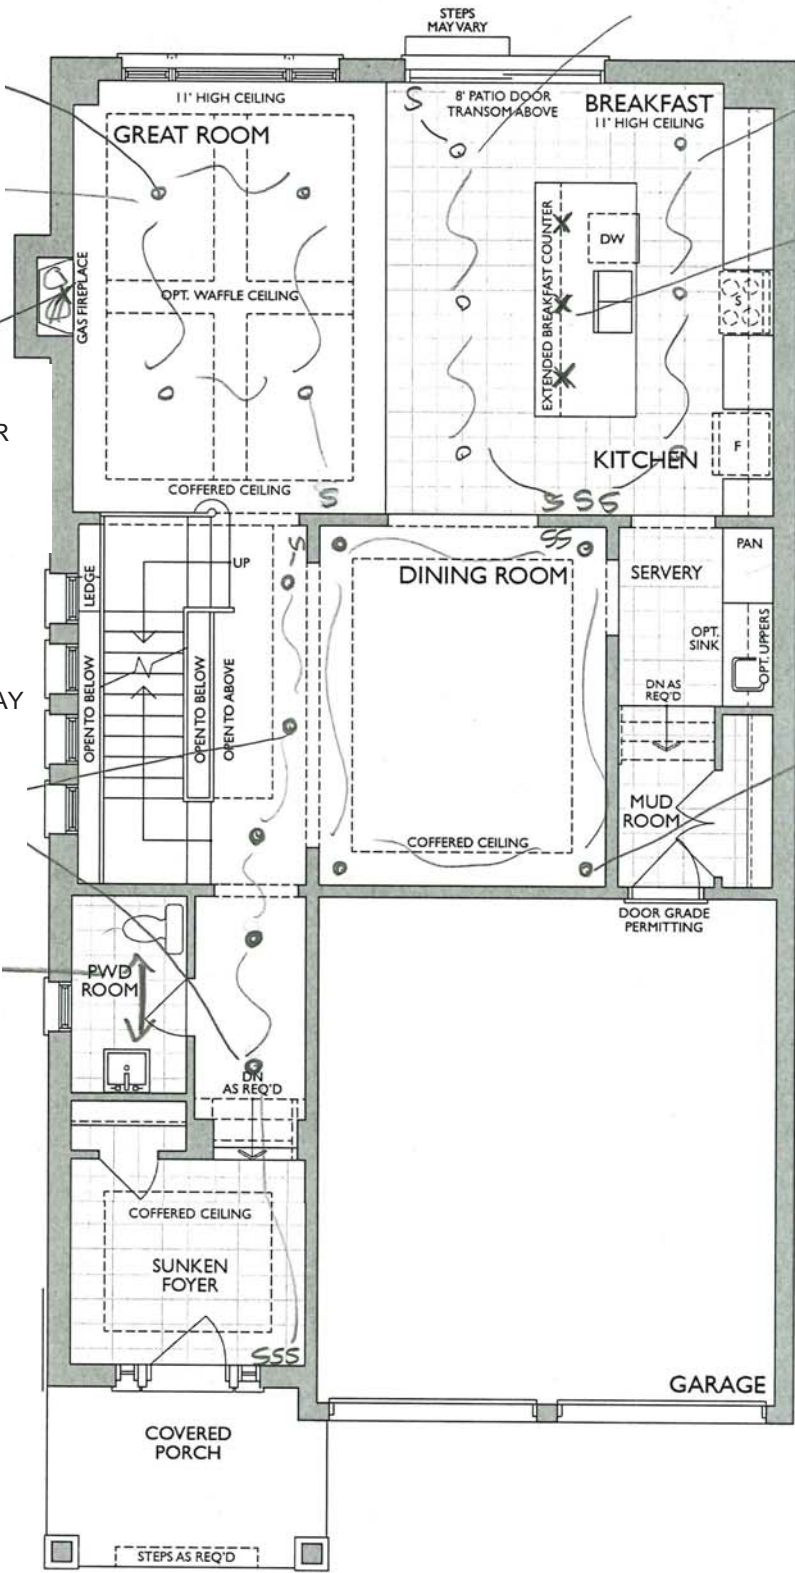 STEPS
MAY VARY
11' HIGH CEILING
GREAT ROOM
S
8' PATIO DOOR
TRANSOM ABOVE
BREAKFAST
11' HIGH CEILING
GAS FIREPLACE
OPT. WAFFLE CEILING
EXTENDED BREAKFAST COUNTER
DW
S
R
KITCHEN
F
COFFERED CEILING
S
S S S
S
SS
UP
LEDGE
DINING ROOM
SERVERY
PAN
OPT.
SINK
OPT. UPPERS
OPEN TO BELOW
OPEN TO BELOW
OPEN TO ABOVE
AY
DN AS
REQ'D
MUD
ROOM
COFFERED CEILING
DOOR GRADE
PERMITTING
PWD
ROOM
DN
AS REQ'D
COFFERED CEILING
SUNKEN
FOYER
SSS
GARAGE
COVERED
PORCH
STEPS AS REQ'D